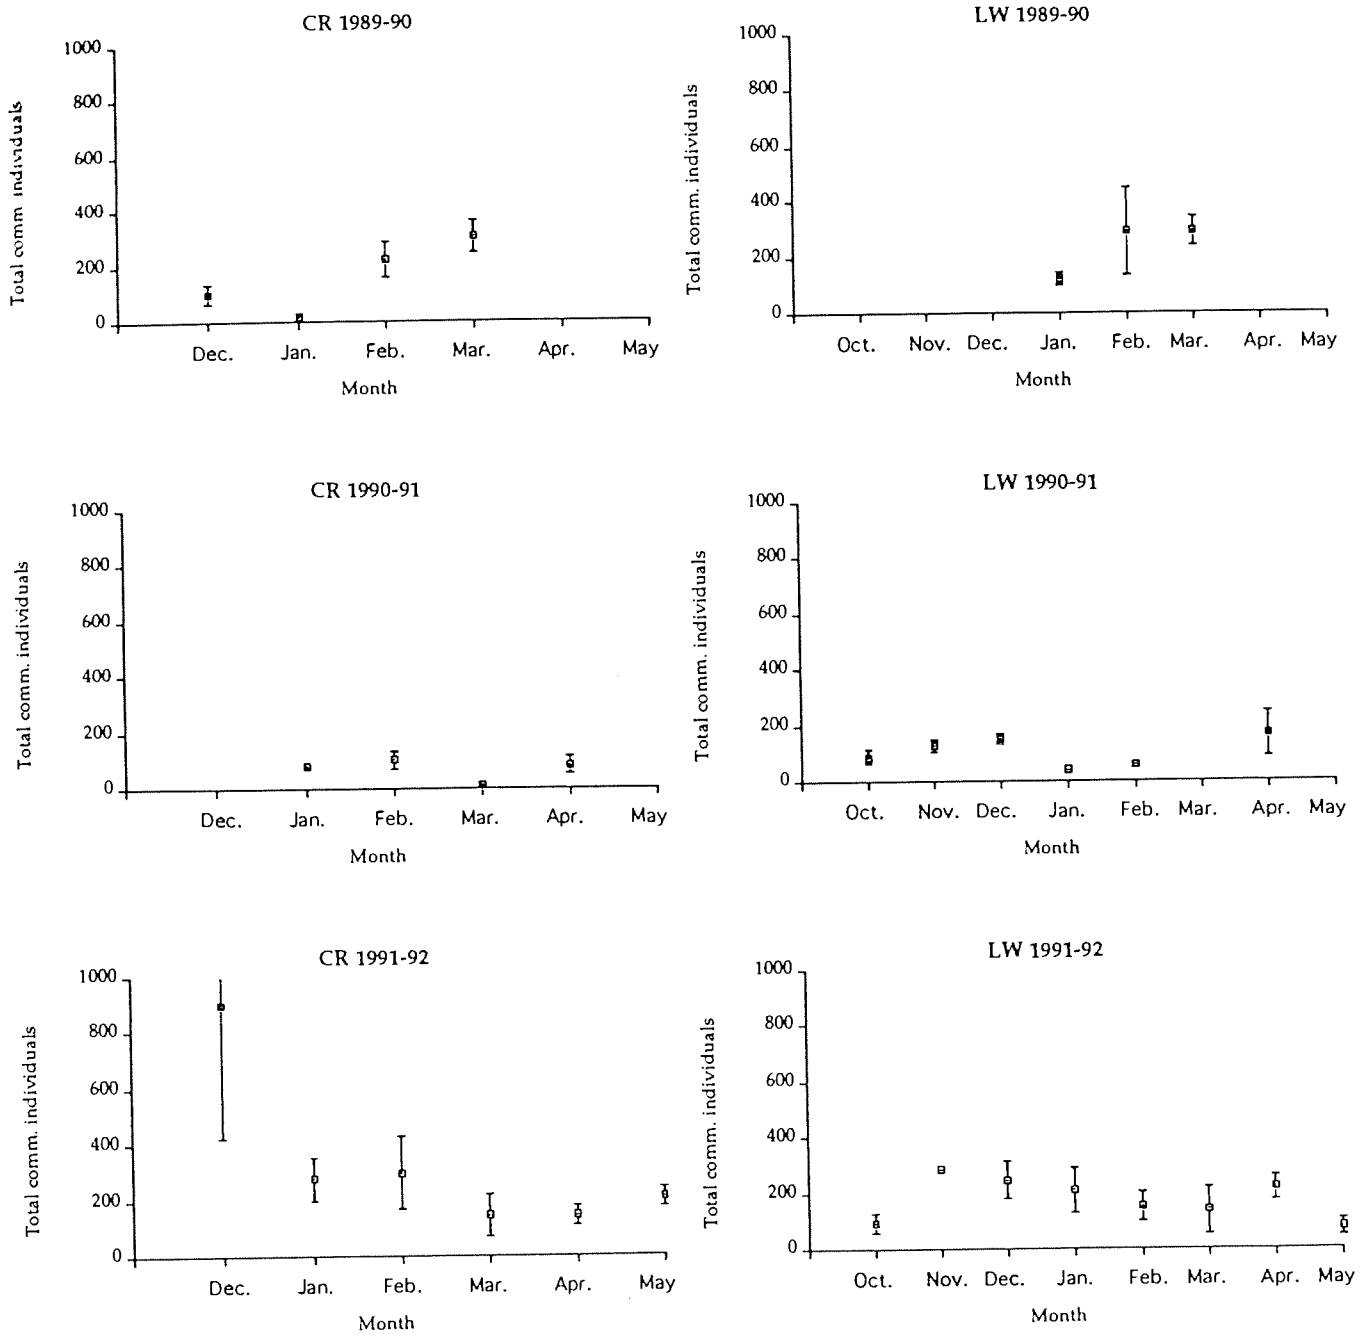 CR 1989-90
1000
800
600
400
200
0
Total comm individuals
Dec. Jan. Feb. Mar. Apr. May
Month
LW 1989-90
1000
800
600
400
200
0
Total comm. individuals
Oct. Nov. Dec. Jan. Feb. Mar. Apr. May
Month
CR 1990-91
1000
800
600
400
200
0
Total comm. individuals
Dec. Jan. Feb. Mar. Apr. May
Month
LW 1990-91
1000
800
600
400
200
0
Total comm. individuals
Oct. Nov. Dec. Jan. Feb. Mar. Apr. May
Month
CR 1991-92
1000
800
600
400
200
0
Total comm. individuals
Dec. Jan. Feb. Mar. Apr. May
Month
LW 1991-92
1000
800
600
400
200
0
Total comm. individuals
Oct. Nov. Dec. Jan. Feb. Mar. Apr. May
Month